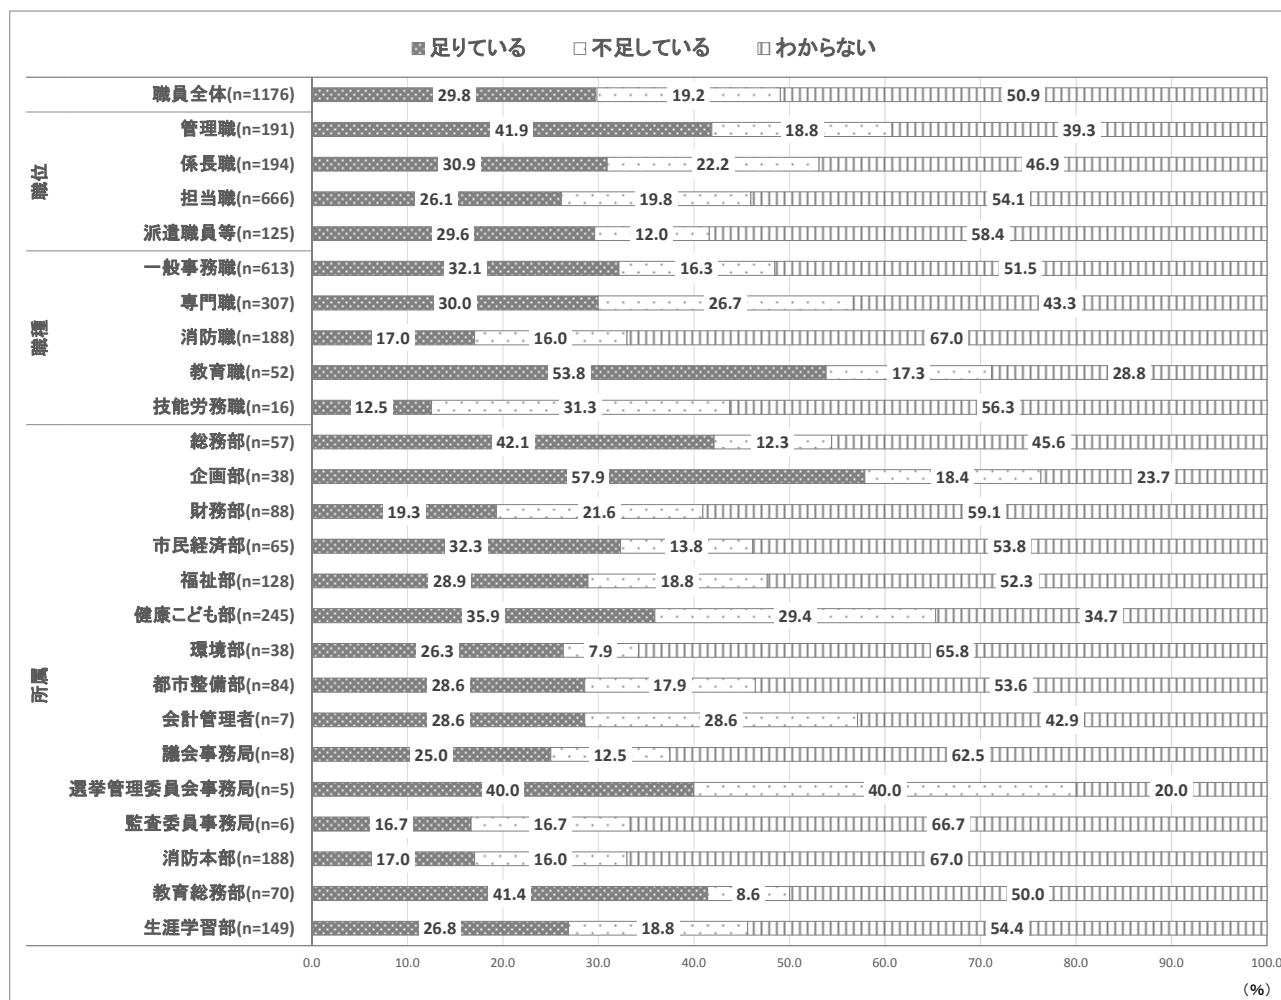 足りている 不足している わからない
職員全体(n=1176) 29.8 19.2 50.9
職位
管理職(n=191) 41.9 18.8 39.3
係長職(n=194) 30.9 22.2 46.9
担当職(n=666) 26.1 19.8 54.1
派遣職員等(n=125) 29.6 12.0 58.4
職種
一般事務職(n=613) 32.1 16.3 51.5
専門職(n=307) 30.0 26.7 43.3
消防職(n=188) 17.0 16.0 67.0
教育職(n=52) 53.8 17.3 28.8
技能労務職(n=16) 12.5 31.3 56.3
所属
総務部(n=57) 42.1 12.3 45.6
企画部(n=38) 57.9 18.4 23.7
財務部(n=88) 19.3 21.6 59.1
市民経済部(n=65) 32.3 13.8 53.8
福祉部(n=128) 28.9 18.8 52.3
健康こども部(n=245) 35.9 29.4 34.7
環境部(n=38) 26.3 7.9 65.8
都市整備部(n=84) 28.6 17.9 53.6
会計管理者(n=7) 28.6 28.6 42.9
議会事務局(n=8) 25.0 12.5 62.5
選挙管理委員会事務局(n=5) 40.0 40.0 20.0
監査委員事務局(n=6) 16.7 16.7 66.7
消防本部(n=188) 17.0 16.0 67.0
教育総務部(n=70) 41.4 8.6 50.0
生涯学習部(n=149) 26.8 18.8 54.4
0.0 10.0 20.0 30.0 40.0 50.0 60.0 70.0 80.0 90.0 100.0
(%)